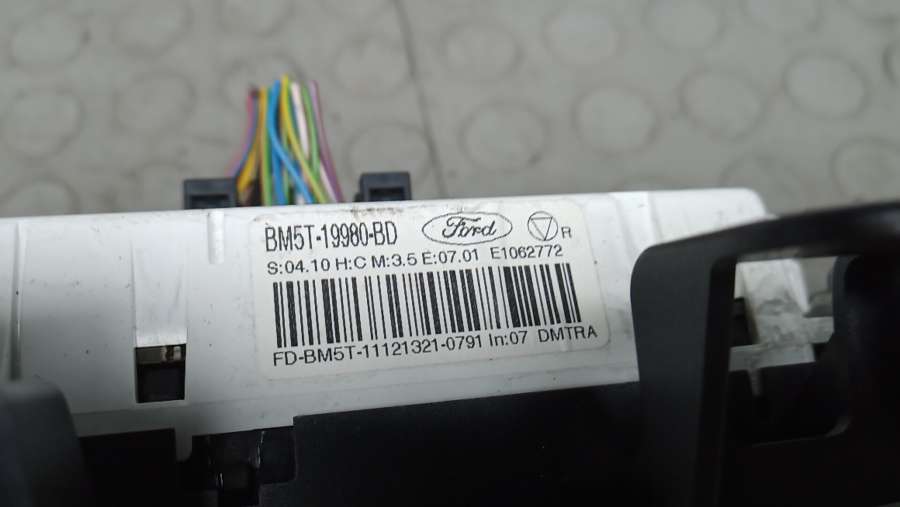 BM5T-19980-BD Ford R
S:04.10 H:C M:3.5 E:07.01 E1062772
FD-BM5T-11121321-0791 In:07 DMTRA